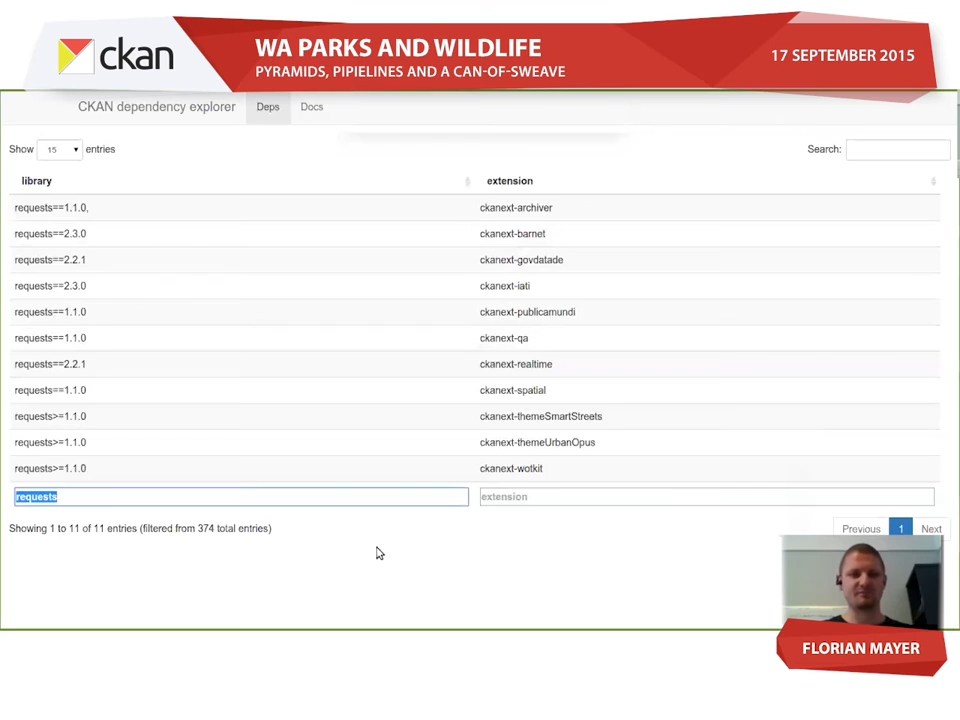 ckan
WA PARKS AND WILDLIFE
PYRAMIDS, PIPIELINES AND A CAN-OF-SWEAVE
17 SEPTEMBER 2015
CKAN dependency explorer Deps Docs
Show 15 entries Search:
library extension
requests==1.1.0, ckanext-archiver
requests==2.3.0 ckanext-barnet
requests==2.2.1 ckanext-govdatade
requests==2.3.0 ckanext-iati
requests==1.1.0 ckanext-publicamundi
requests==1.1.0 ckanext-qa
requests==2.2.1 ckanext-realtime
requests==1.1.0 ckanext-spatial
requests>=1.1.0 ckanext-themeSmartStreets
requests>=1.1.0 ckanext-themeUrbanOpus
requests>=1.1.0 ckanext-wotkit
requests extension
Showing 1 to 11 of 11 entries (filtered from 374 total entries) Previous 1 Next
FLORIAN MAYER